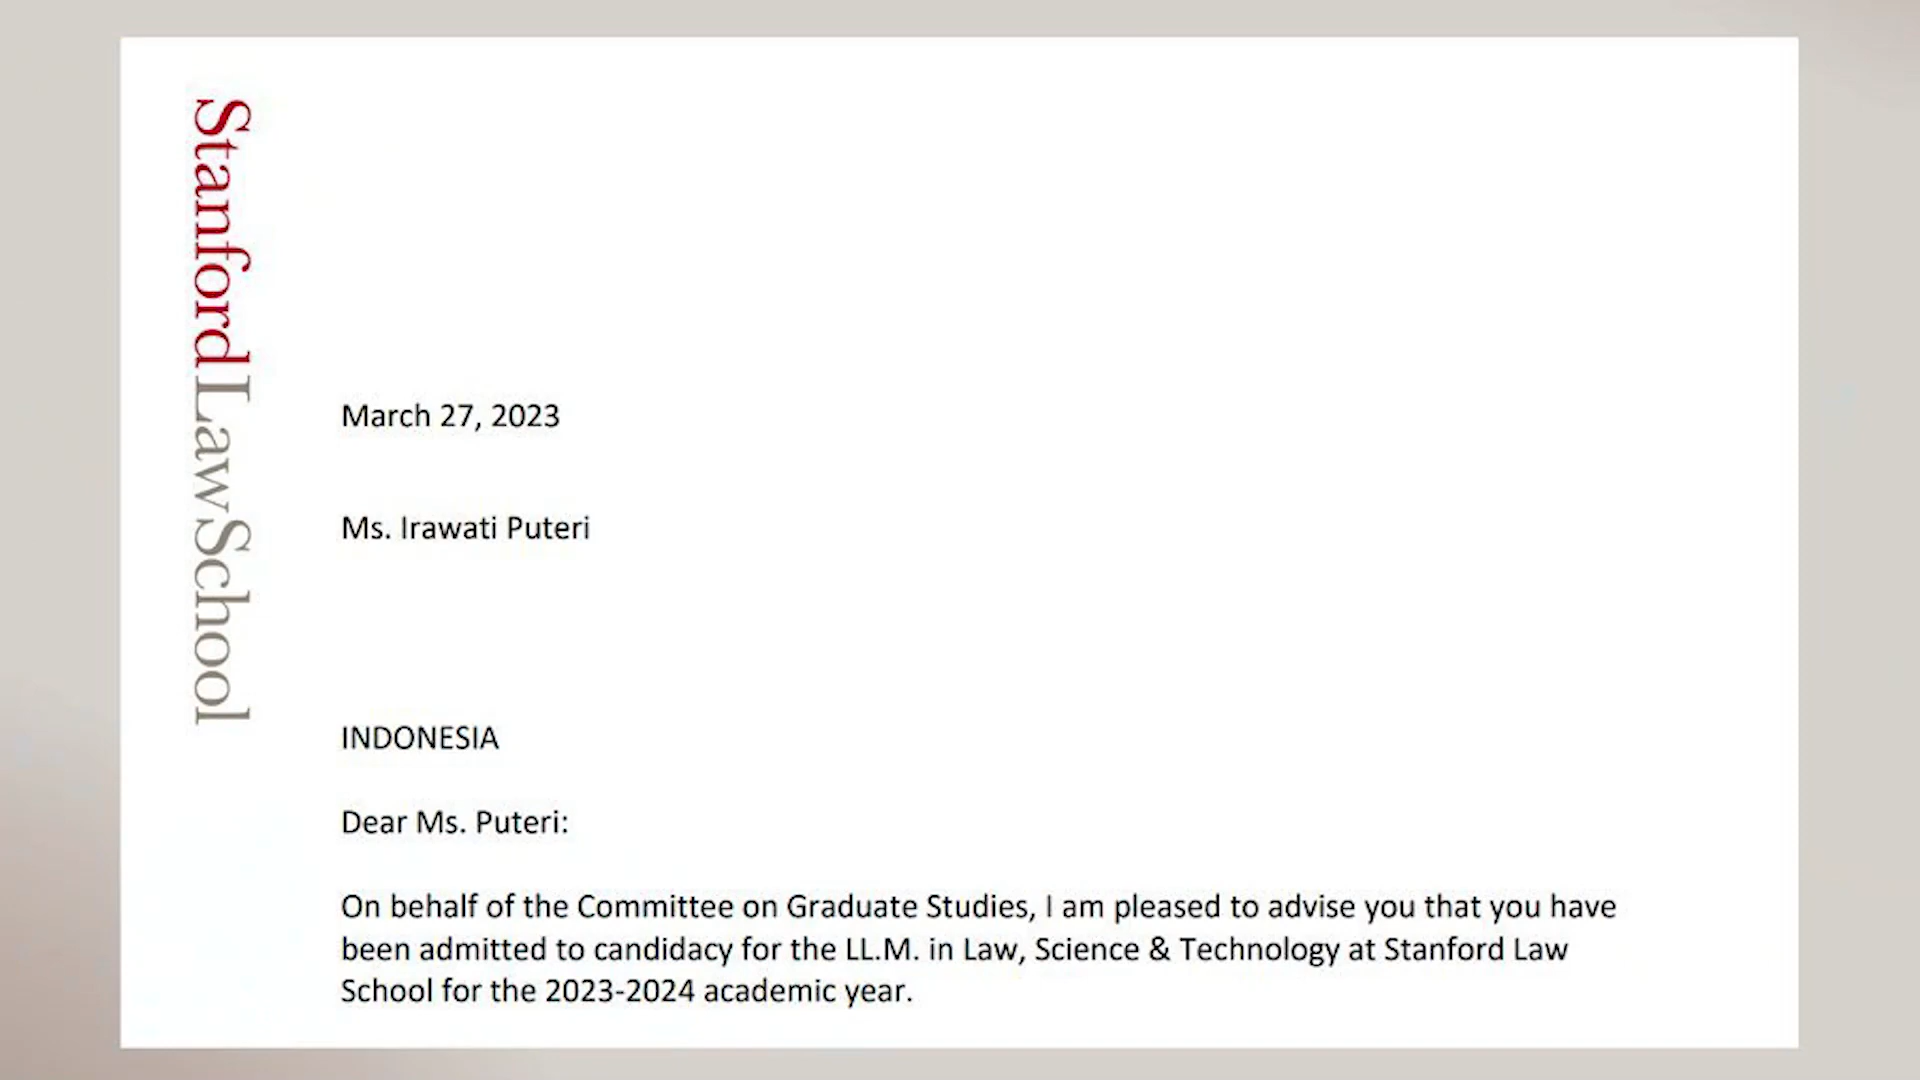 Stanford Law School
March 27, 2023
Ms. Irawati Puteri
INDONESIA
Dear Ms. Puteri:
On behalf of the Committee on Graduate Studies, I am pleased to advise you that you have
been admitted to candidacy for the LL.M. in Law, Science & Technology at Stanford Law
School for the 2023-2024 academic year.